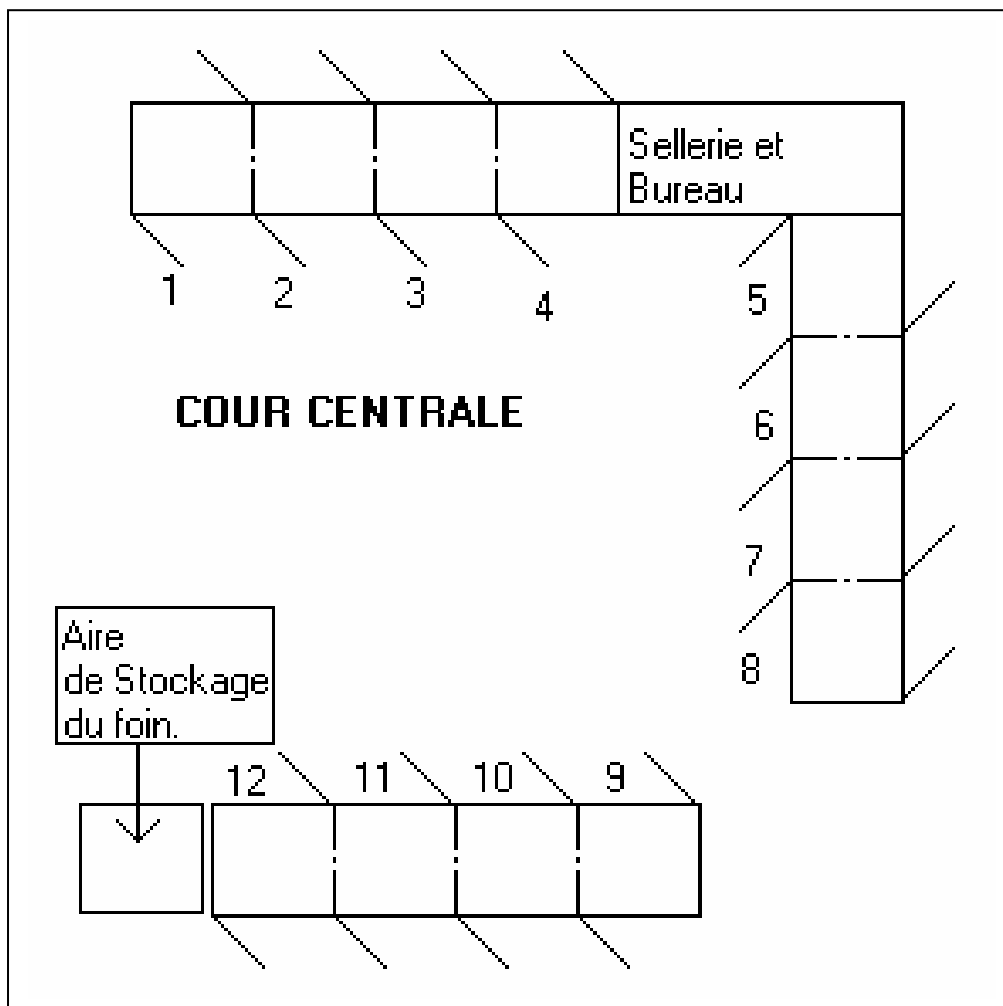 Sellerie et
Bureau
1 2 3 4
5
COUR CENTRALE
6
7
8
Aire
de Stockage
du foin.
12 11 10 9